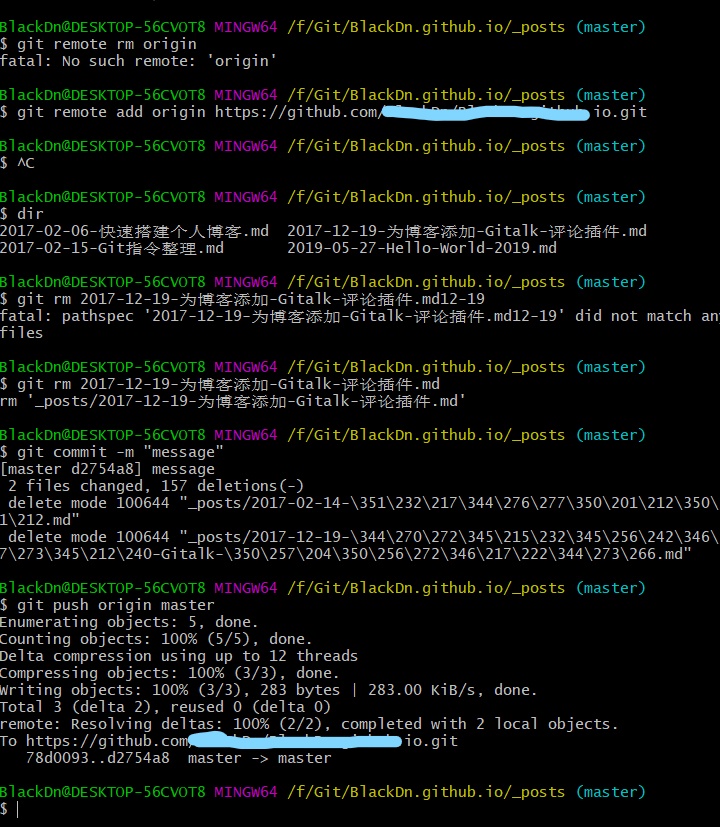 BlackDn@DESKTOP-56CVOT8 MINGW64 /f/Git/BlackDn.github.io/_posts (master)
$ git remote rm origin
fatal: No such remote: 'origin'
BlackDn@DESKTOP-56CVOT8 MINGW64 /f/Git/BlackDn.github.io/_posts (master)
$ git remote add origin https://github.com/ io.git
BlackDn@DESKTOP-56CVOT8 MINGW64 /f/Git/BlackDn.github.io/_posts (master)
$ ^C
BlackDn@DESKTOP-56CVOT8 MINGW64 /f/Git/BlackDn.github.io/_posts (master)
$ dir
2017-02-06-快速搭建个人博客.md  2017-12-19-为博客添加-Gitalk-评论插件.md
2017-02-15-Git指令整理.md       2019-05-27-Hello-World-2019.md
BlackDn@DESKTOP-56CVOT8 MINGW64 /f/Git/BlackDn.github.io/_posts (master)
$ git rm 2017-12-19-为博客添加-Gitalk-评论插件.md12-19
fatal: pathspec '2017-12-19-为博客添加-Gitalk-评论插件.md12-19' did not match any
files
BlackDn@DESKTOP-56CVOT8 MINGW64 /f/Git/BlackDn.github.io/_posts (master)
$ git rm 2017-12-19-为博客添加-Gitalk-评论插件.md
rm '_posts/2017-12-19-为博客添加-Gitalk-评论插件.md'
BlackDn@DESKTOP-56CVOT8 MINGW64 /f/Git/BlackDn.github.io/_posts (master)
$ git commit -m "message"
[master d2754a8] message
 2 files changed, 157 deletions(-)
 delete mode 100644 "_posts/2017-02-14-\351\232\217\344\276\277\350\201\212\350\
1\212.md"
 delete mode 100644 "_posts/2017-12-19-\344\270\272\345\215\232\345\256\242\346\
7\273\345\212\240-Gitalk-\350\257\204\350\256\272\346\217\222\344\273\266.md"
BlackDn@DESKTOP-56CVOT8 MINGW64 /f/Git/BlackDn.github.io/_posts (master)
$ git push origin master
Enumerating objects: 5, done.
Counting objects: 100% (5/5), done.
Delta compression using up to 12 threads
Compressing objects: 100% (3/3), done.
Writing objects: 100% (3/3), 283 bytes | 283.00 KiB/s, done.
Total 3 (delta 2), reused 0 (delta 0)
remote: Resolving deltas: 100% (2/2), completed with 2 local objects.
To https://github.com/ io.git
   78d0093..d2754a8  master -> master
BlackDn@DESKTOP-56CVOT8 MINGW64 /f/Git/BlackDn.github.io/_posts (master)
$